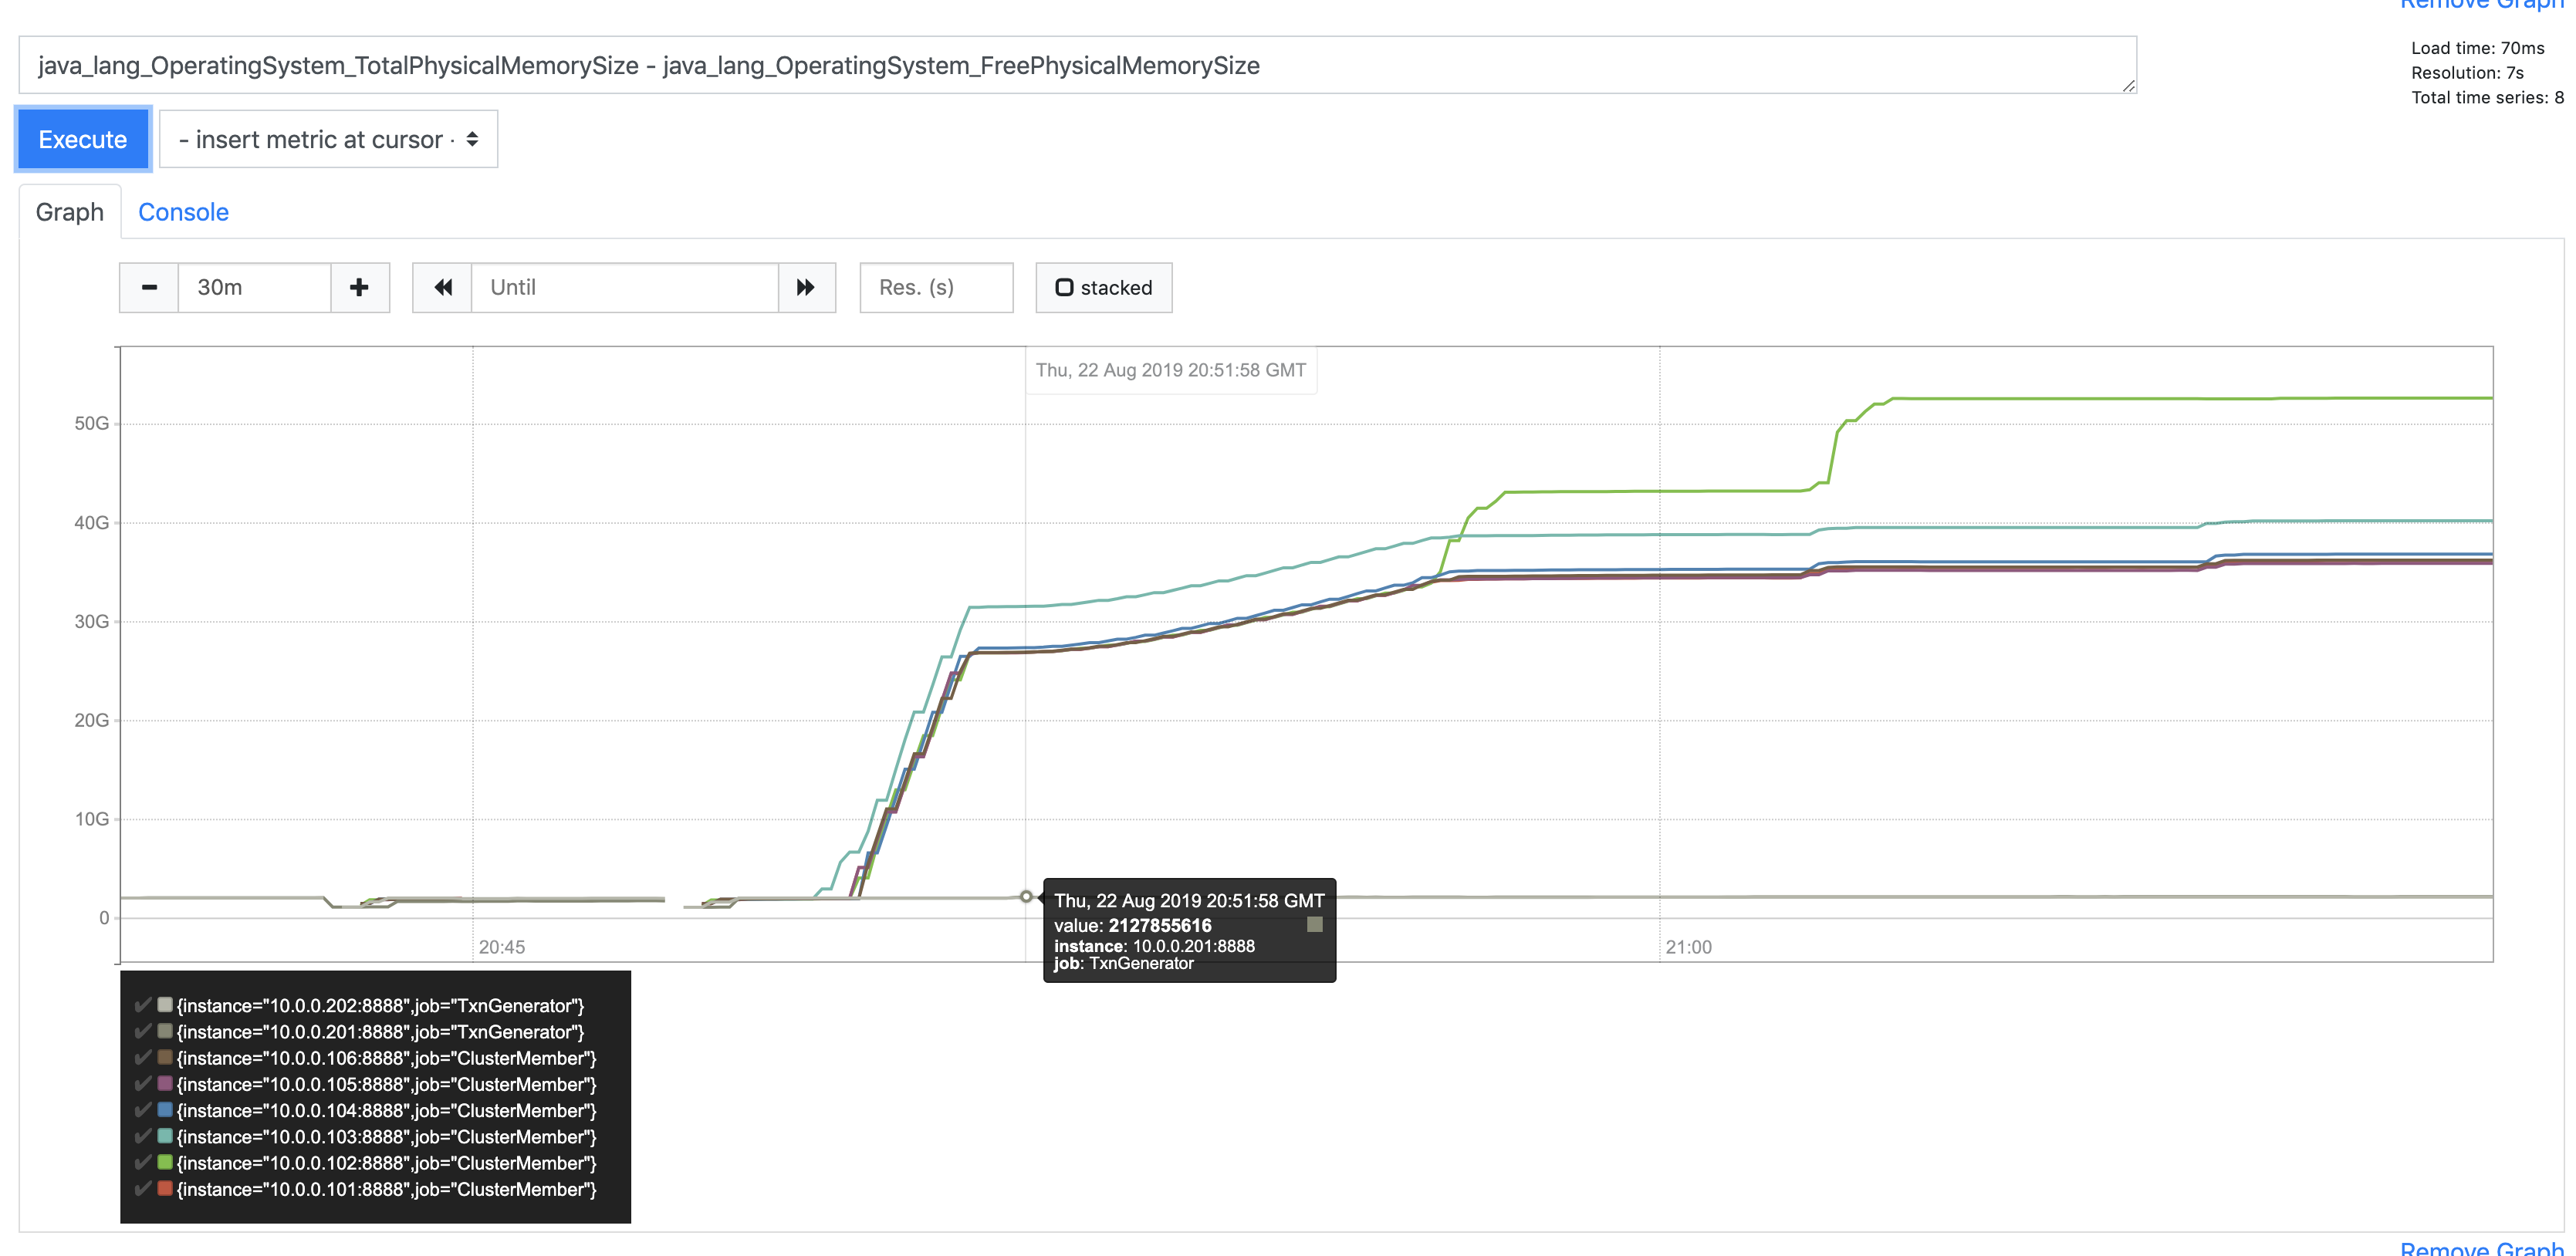 Remove Graph
java_lang_OperatingSystem_TotalPhysicalMemorySize - java_lang_OperatingSystem_FreePhysicalMemorySize
Load time: 70ms
Resolution: 7s
Total time series: 8
Execute
- insert metric at cursor -
Graph
Console
30m
Until
Res. (s)
stacked
Thu, 22 Aug 2019 20:51:58 GMT
50G
40G
30G
20G
10G
0
Thu, 22 Aug 2019 20:51:58 GMT
value: 2127855616
instance: 10.0.0.201:8888
job: TxnGenerator
20:45
21:00
{instance="10.0.0.202:8888",job="TxnGenerator"}
{instance="10.0.0.201:8888",job="TxnGenerator"}
{instance="10.0.0.106:8888",job="ClusterMember"}
{instance="10.0.0.105:8888",job="ClusterMember"}
{instance="10.0.0.104:8888",job="ClusterMember"}
{instance="10.0.0.103:8888",job="ClusterMember"}
{instance="10.0.0.102:8888",job="ClusterMember"}
{instance="10.0.0.101:8888",job="ClusterMember"}
Remove Graph